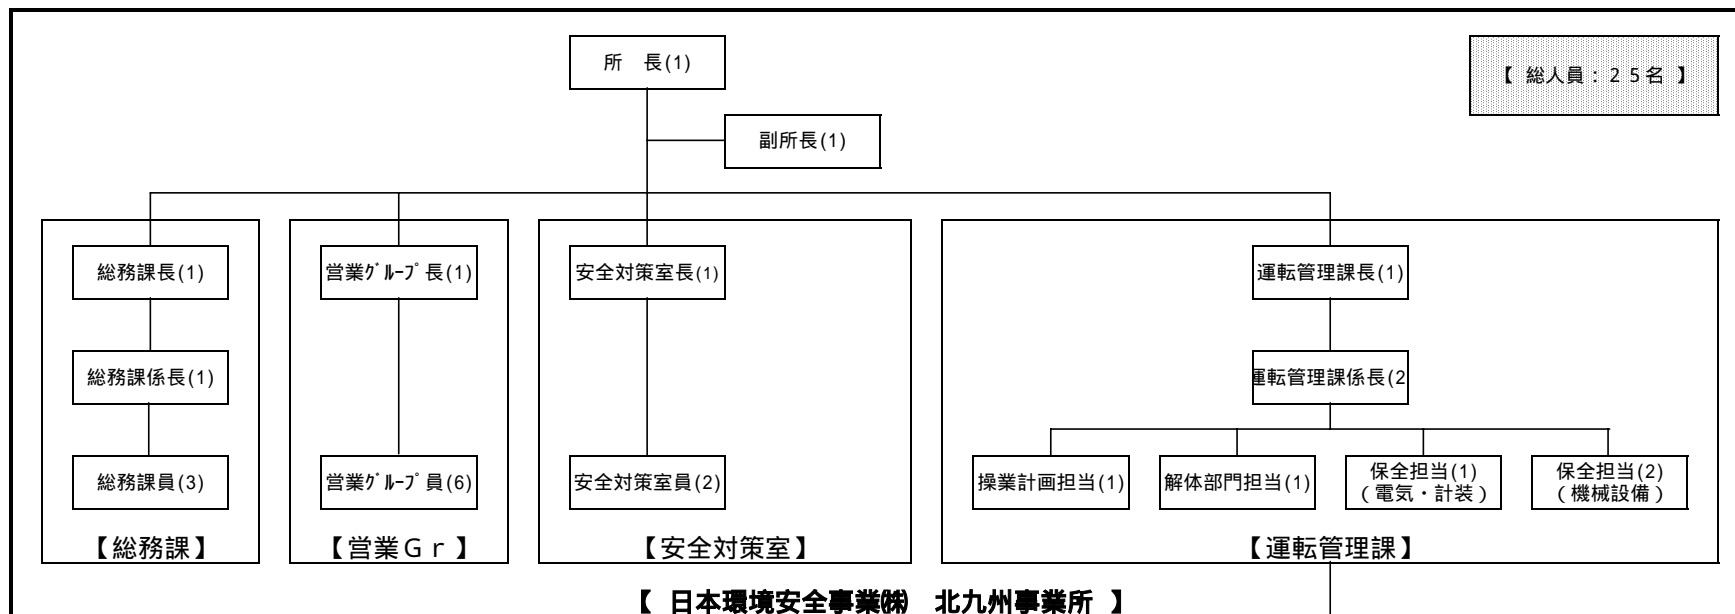 所　長(1)
【 総人員：２５名 】
副所長(1)
総務課長(1)
営業ｸﾞﾙｰﾌﾟ長(1)
安全対策室長(1)
運転管理課長(1)
総務課係長(1)
運転管理課係長(2
総務課員(3)
営業ｸﾞﾙｰﾌﾟ員(6)
安全対策室員(2)
操業計画担当(1)
解体部門担当(1)
保全担当(1)
（電気・計装）
保全担当(2)
（機械設備）
【総務課】
【営業Ｇｒ】
【安全対策室】
【運転管理課】
【 日本環境安全事業㈱　北九州事業所 】